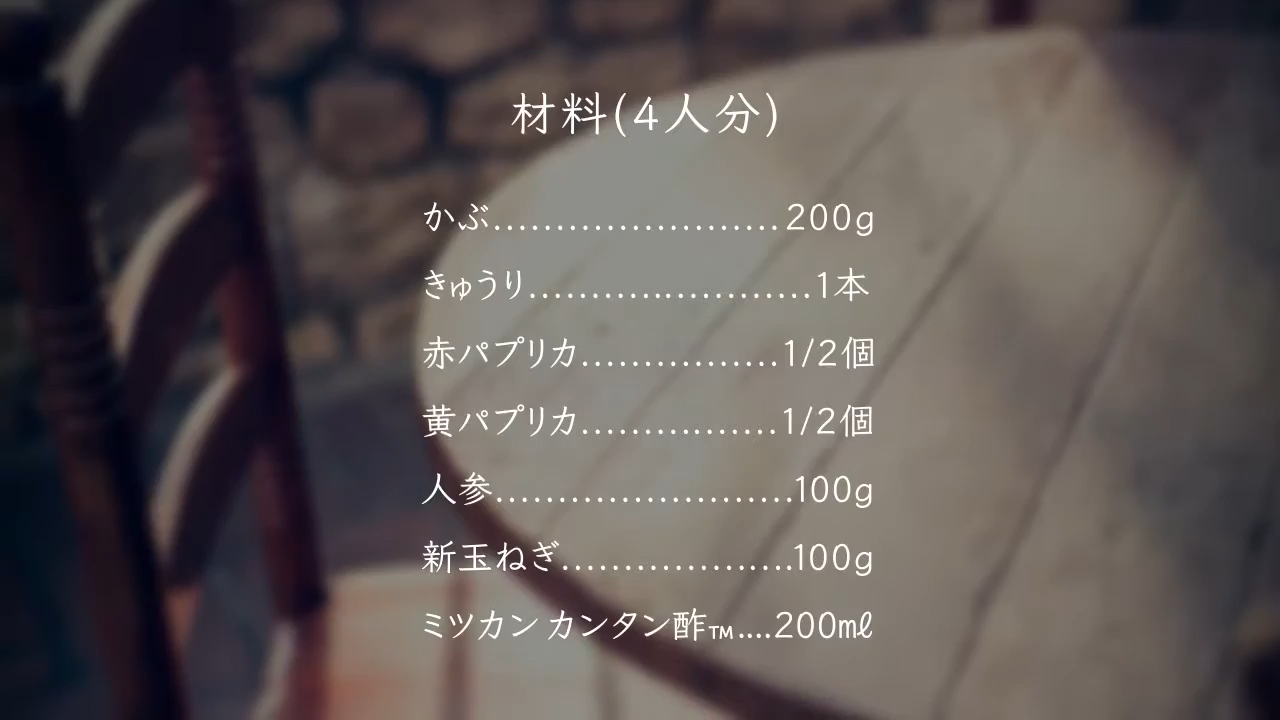 材料(4人分)
かぶ.......................200g
きゅうり.......................1本
赤パプリカ................1/2個
黄パプリカ................1/2個
人参........................100g
新玉ねぎ...................100g
ミツカン カンタン酢™....200㎖